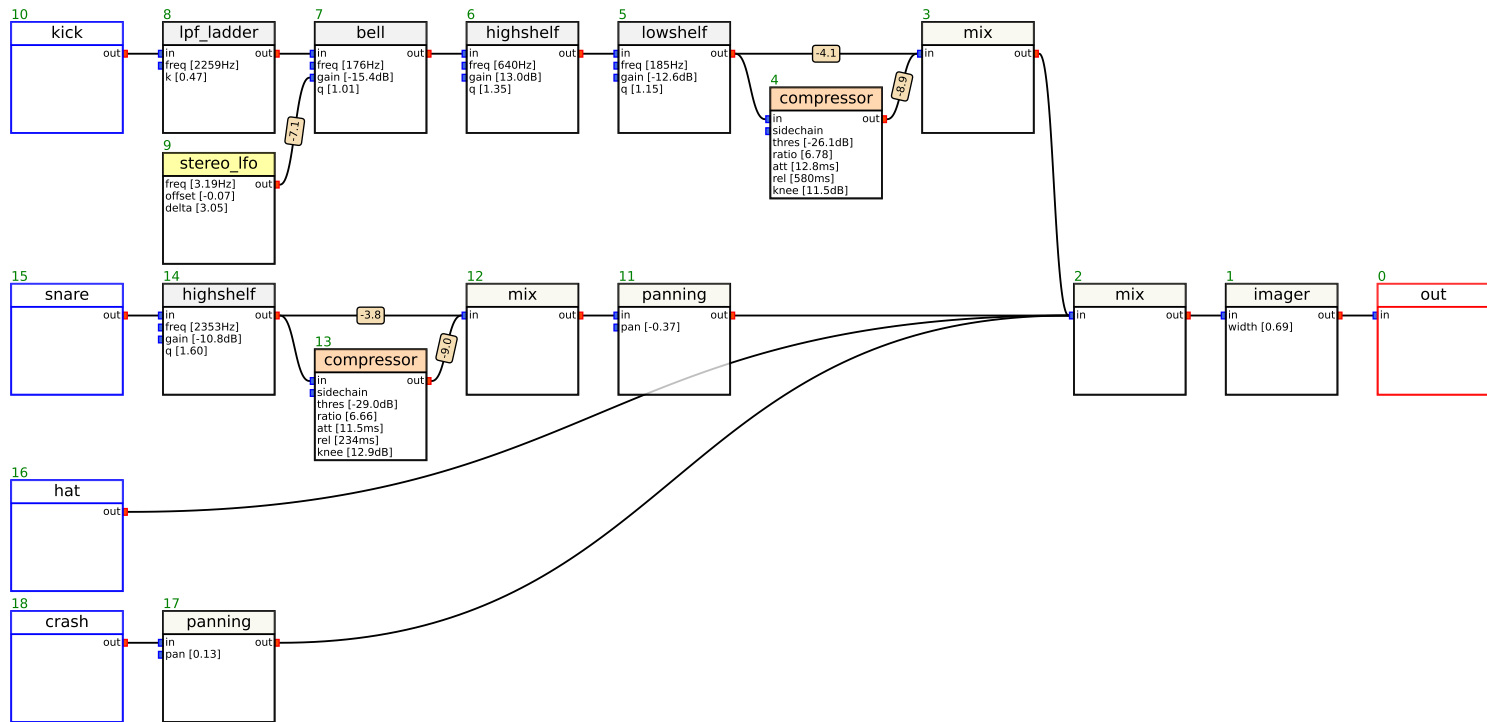 10
kick
out
8
lpf_ladder
in out
freq [2259Hz]
k [0.47]
7
bell
in out
freq [176Hz]
gain [-15.4dB]
q [1.01]
6
highshelf
in out
freq [640Hz]
gain [13.0dB]
q [1.35]
5
lowshelf
in out
freq [185Hz]
gain [-12.6dB]
q [1.15]
-4.1
4
compressor
in out
sidechain
thres [-26.1dB]
ratio [6.78]
att [12.8ms]
rel [580ms]
knee [11.5dB]
-8.9
3
mix
in out
9
stereo_lfo
freq [3.19Hz] out
offset [-0.07]
delta [3.05]
-7.1
15
snare
out
14
highshelf
in out
freq [2353Hz]
gain [-10.8dB]
q [1.60]
-3.8
13
compressor
in out
sidechain
thres [-29.0dB]
ratio [6.66]
att [11.5ms]
rel [234ms]
knee [12.9dB]
-9.0
12
mix
in out
11
panning
in out
pan [-0.37]
2
mix
in out
1
imager
in out
width [0.69]
0
out
in
16
hat
out
18
crash
out
17
panning
in out
pan [0.13]